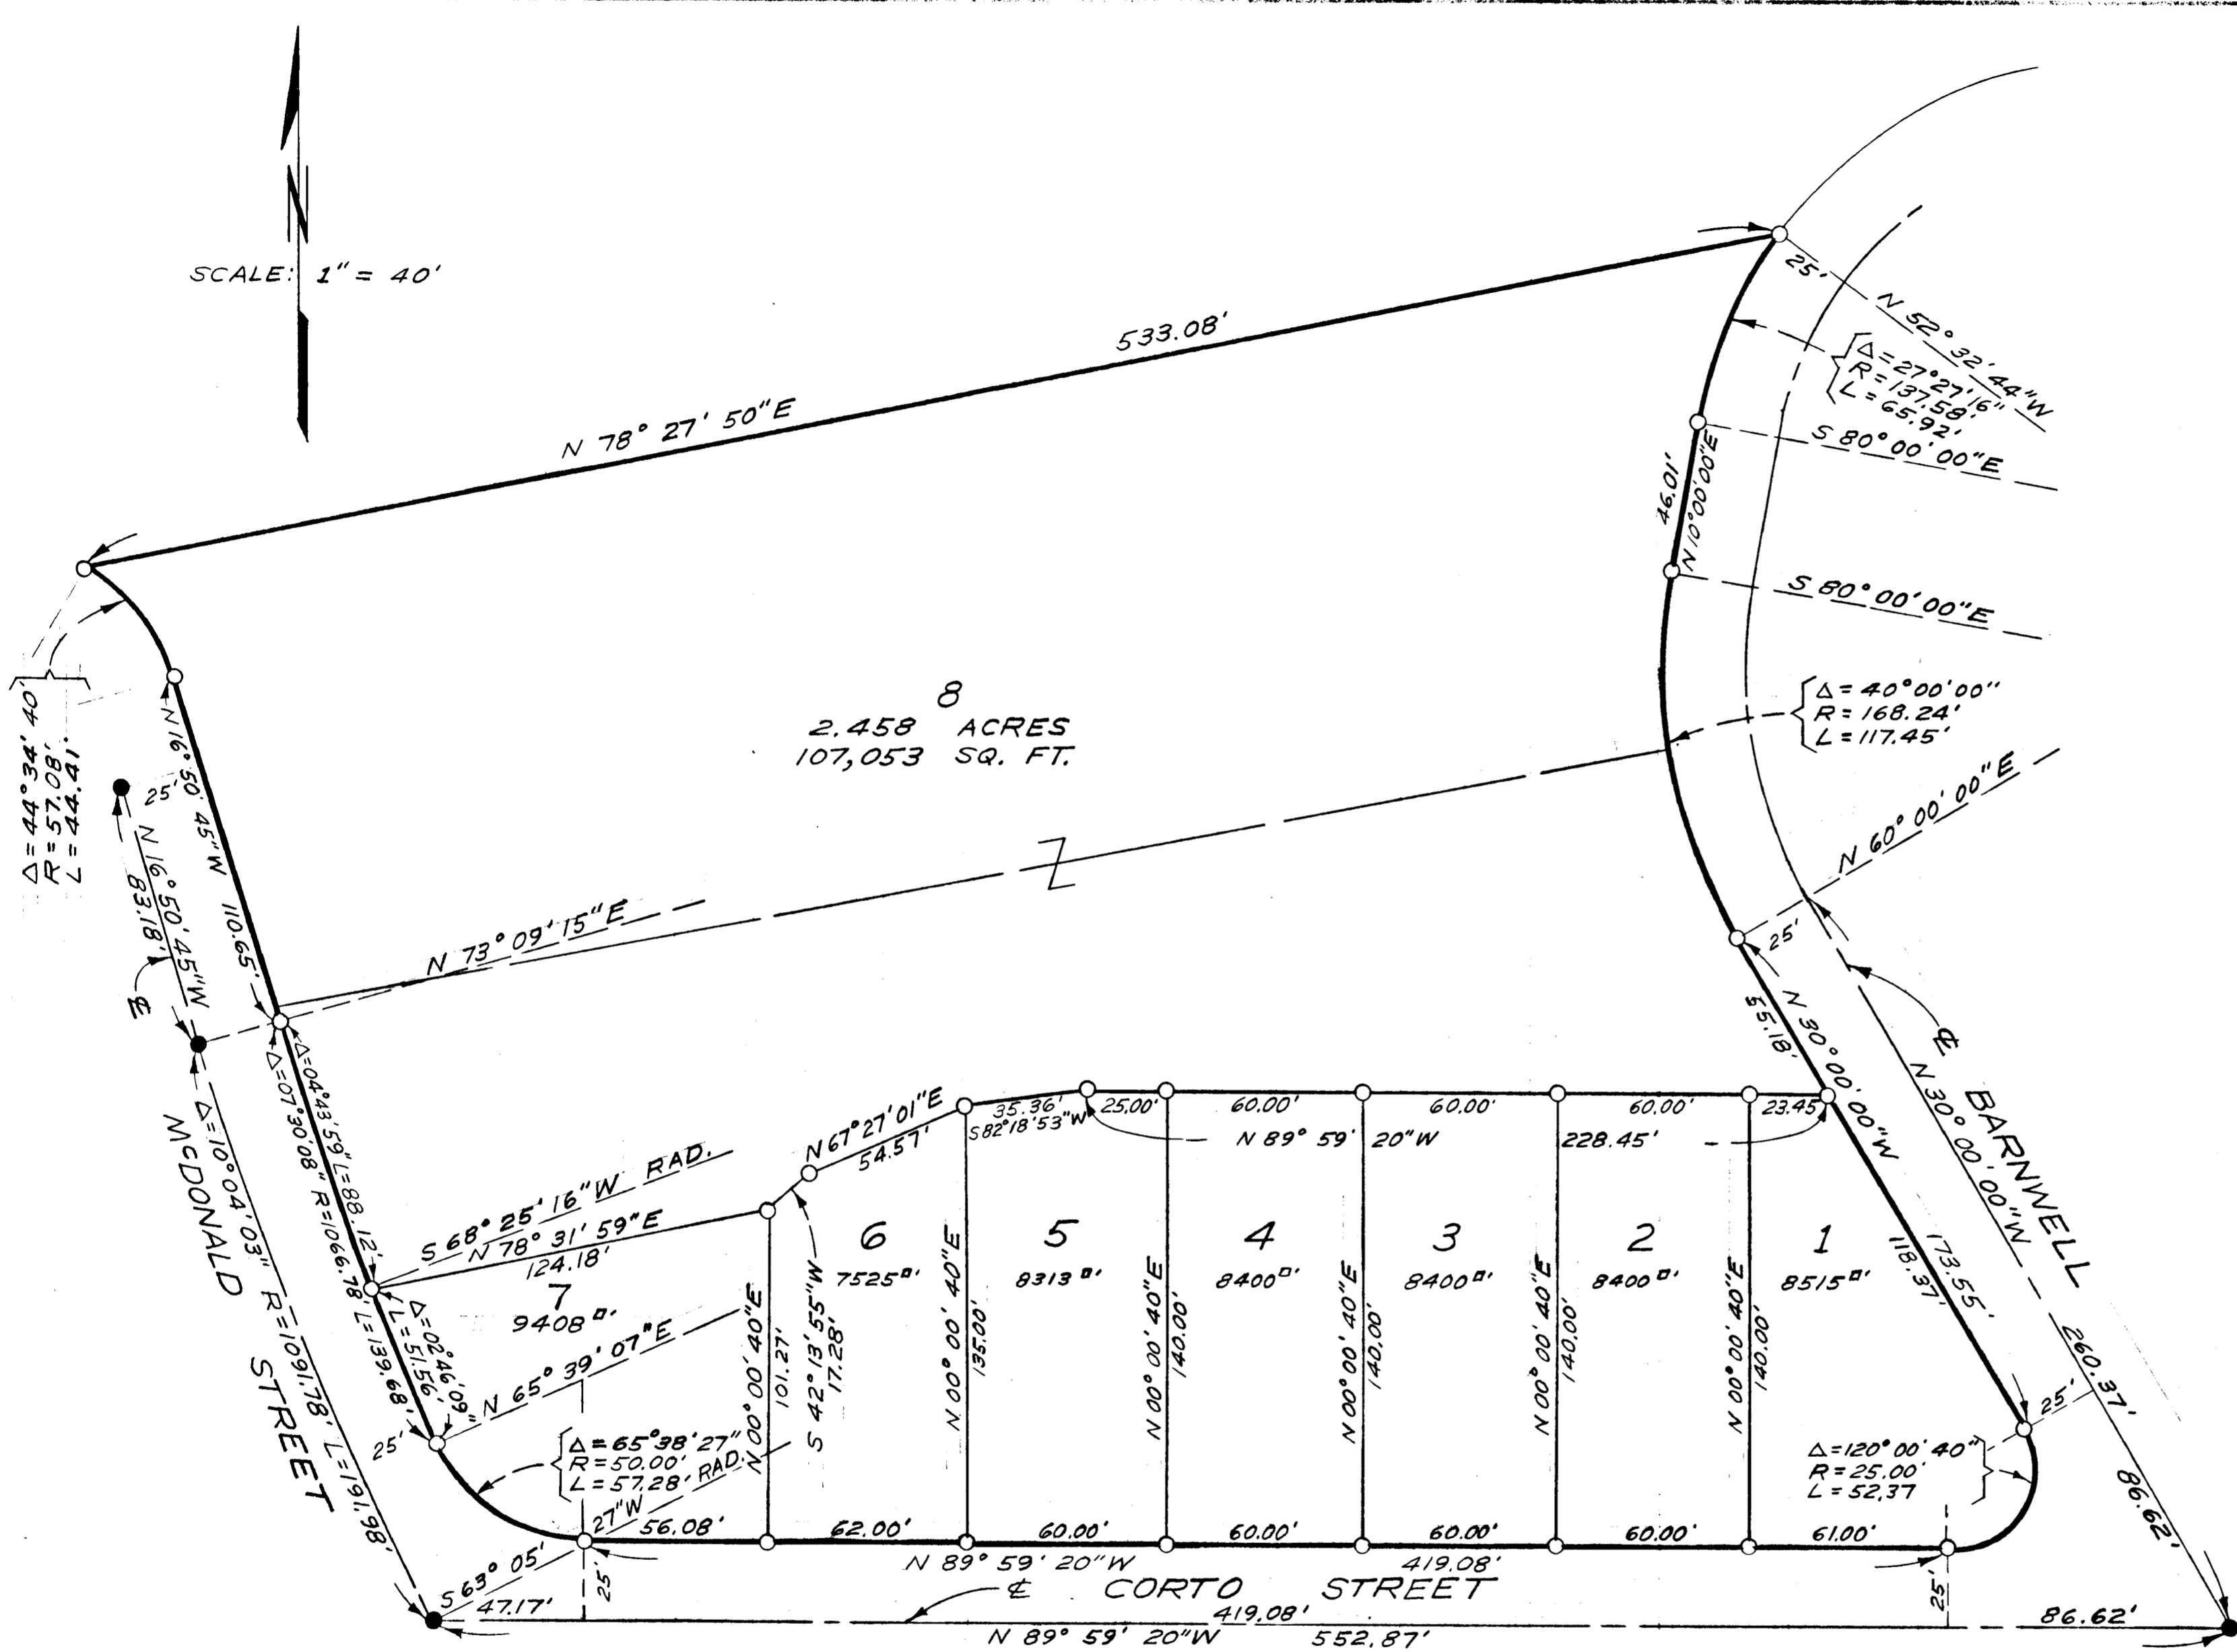 N
SCALE: 1" = 40'
533.08'
N 78° 27' 50"E
25'
N 52° 32' 44"W
Δ=27°27'16"
R=137.58'
L=65.92'
S 80°00'00"E
46.01'
N 10°00'00"E
S 80°00'00"E
Δ=44°34'40'
R=57.08'
L=44.41'
8
2.458 ACRES
107,053 SQ. FT.
Δ=40°00'00"
R=168.24'
L=117.45'
N 16°50'45"W 110.65'
25'
N 16°50'45"W
83.18'
℄
N 73°09'15"E
Z
N 60°00'00"E
25'
℄
N 30°00'00"W
55.18'
118.37'
173.55'
BARNWELL
N 30°00'00"W
260.37'
86.62'
Δ=04°43'59" L=88.12'
Δ=07°30'08" R=1066.78' L=139.68'
Δ=10°04'03" R=1091.78' L=191.98'
MCDONALD STREET
S 68° 25' 16"W RAD.
N 78° 31' 59"E
124.18'
N 67°27'01"E
54.57'
35.36'
S 82°18'53"W
25.00'
60.00'
60.00'
60.00'
23.45'
N 89° 59' 20"W
228.45'
7
9408□'
6
7525□'
5
8313□'
4
8400□'
3
8400□'
2
8400□'
1
8515□'
N 00°00'40"E
101.27'
S 42°13'55"W
17.28'
N 00°00'40"E
135.00'
N 00°00'40"E
140.00'
N 00°00'40"E
140.00'
N 00°00'40"E
140.00'
N 00°00'40"E
140.00'
Δ=02°46'09"
L=51.56'
N 65° 39' 07"E
25'
Δ=65°38'27"
R=50.00'
L=57.28'
S 63° 05' 27"W RAD.
25'
Δ=120°00'40"
R=25.00'
L=52.37
56.08'
62.00'
60.00'
60.00'
60.00'
60.00'
61.00'
N 89° 59' 20"W
419.08'
25'
25'
℄ CORTO STREET
47.17'
419.08'
86.62'
N 89° 59' 20"W
552.87'